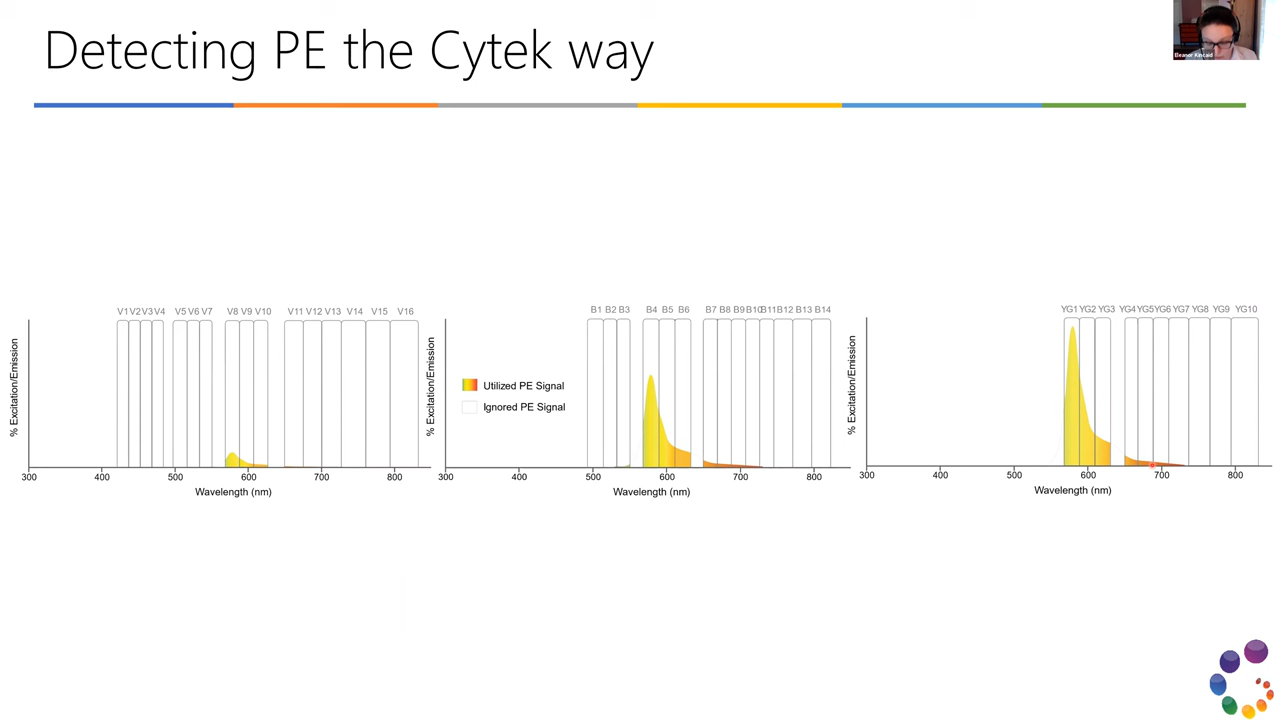 Detecting PE the Cytek way
Eleanor Kincaid
V1 V2 V3 V4 V5 V6 V7 V8 V9 V10 V11 V12 V13 V14 V15 V16
% Excitation/Emission
300 400 500 600 700 800
Wavelength (nm)
B1 B2 B3 B4 B5 B6 B7 B8 B9 B10 B11 B12 B13 B14
% Excitation/Emission
Utilized PE Signal
Ignored PE Signal
300 400 500 600 700 800
Wavelength (nm)
YG1 YG2 YG3 YG4 YG5 YG6 YG7 YG8 YG9 YG10
% Excitation/Emission
300 400 500 600 700 800
Wavelength (nm)